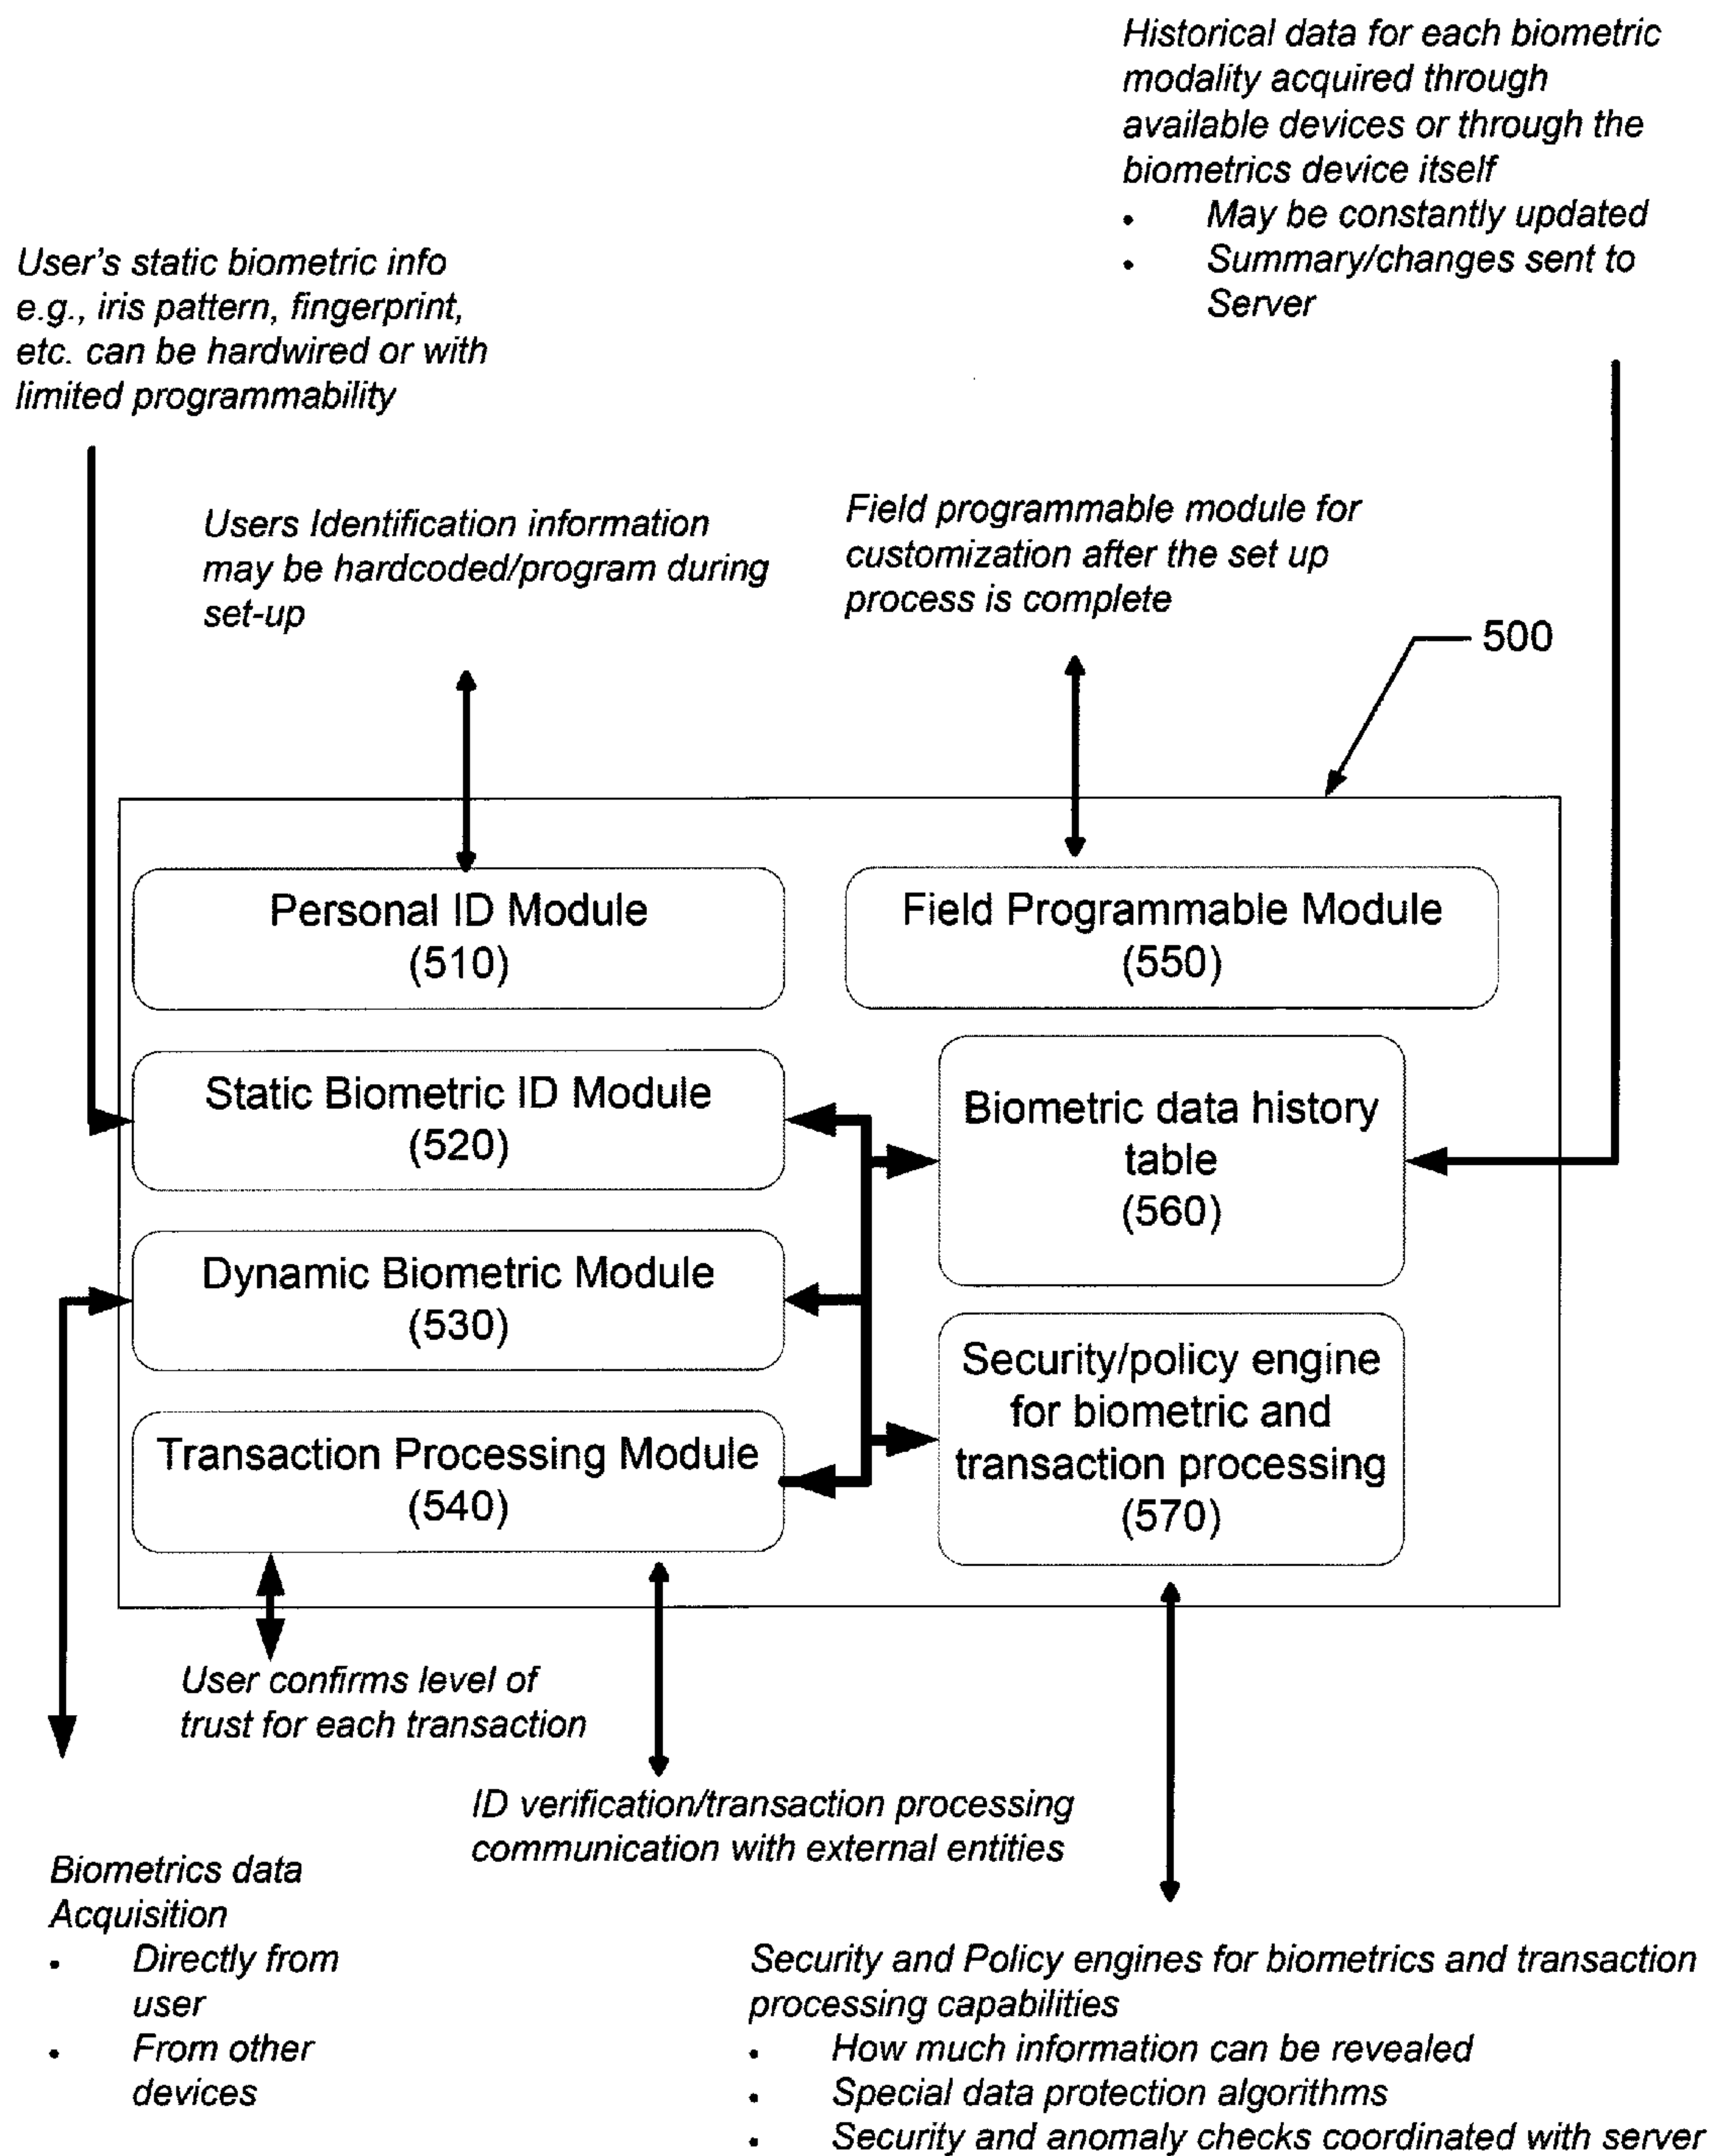 Historical data for each biometric
modality acquired through
available devices or through the
biometrics device itself
• May be constantly updated
• Summary/changes sent to
Server
User's static biometric info
e.g., iris pattern, fingerprint,
etc. can be hardwired or with
limited programmability
Users Identification information
may be hardcoded/program during
set-up
Field programmable module for
customization after the set up
process is complete
500
Personal ID Module
(510)
Field Programmable Module
(550)
Static Biometric ID Module
(520)
Biometric data history
table
(560)
Dynamic Biometric Module
(530)
Security/policy engine
for biometric and
transaction processing
(570)
Transaction Processing Module
(540)
User confirms level of
trust for each transaction
ID verification/transaction processing
communication with external entities
Biometrics data
Acquisition
• Directly from
user
• From other
devices
Security and Policy engines for biometrics and transaction
processing capabilities
• How much information can be revealed
• Special data protection algorithms
• Security and anomaly checks coordinated with server